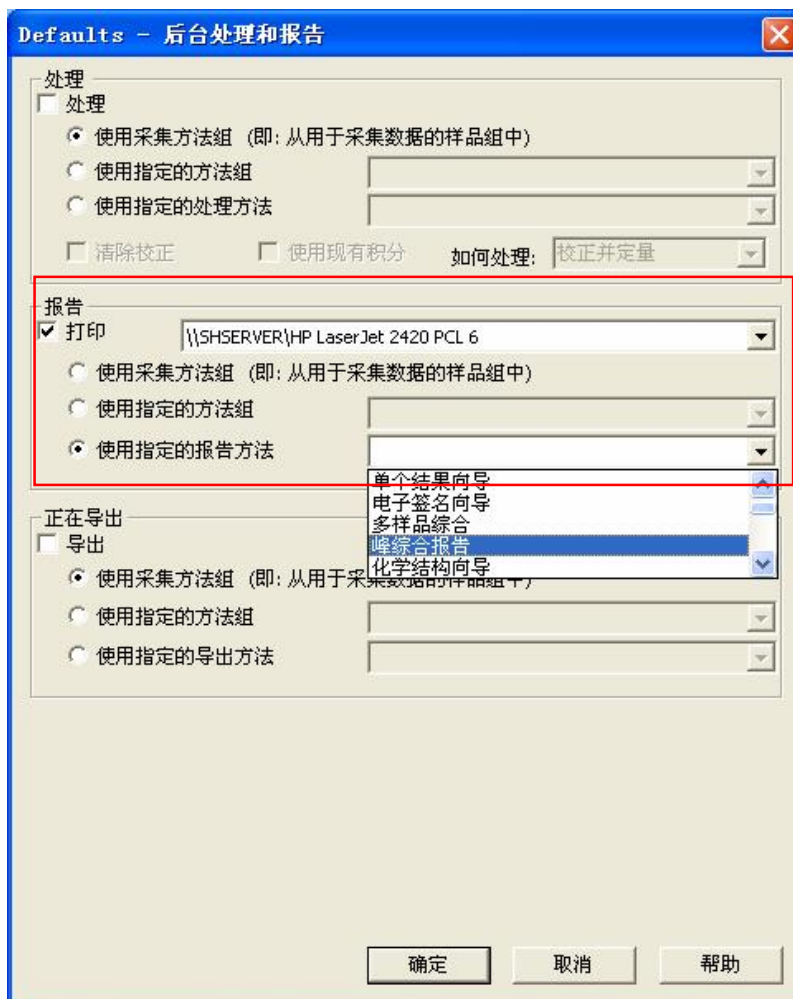 Defaults - 后台处理和报告
处理
处理
使用采集方法组 (即: 从用于采集数据的样品组中)
使用指定的方法组
使用指定的处理方法
清除校正 使用现有积分 如何处理: 校正并定量
报告
打印 \\SHSERVER\HP LaserJet 2420 PCL 6
使用采集方法组 (即: 从用于采集数据的样品组中)
使用指定的方法组
使用指定的报告方法
单个结果向导
电子签名向导
多样品综合
峰综合报告
化学结构向导
正在导出
导出
使用采集方法组 (即: 从用于采集数据的样品组中)
使用指定的方法组
使用指定的导出方法
确定 取消 帮助